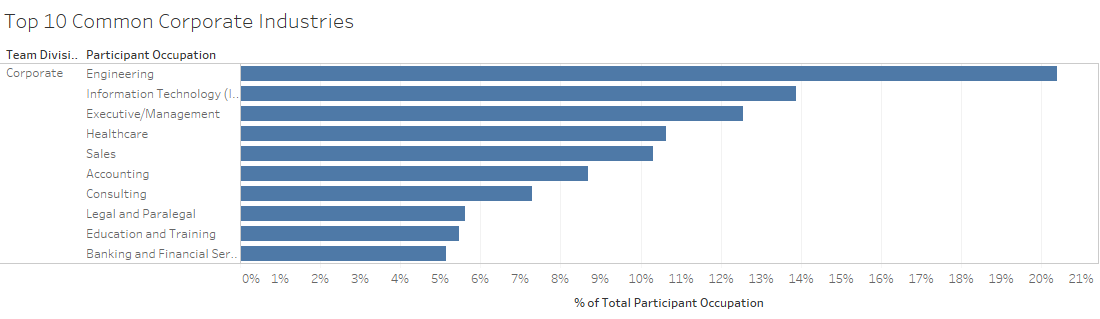 Top 10 Common Corporate Industries
Team Divisi.. Participant Occupation
Corporate Engineering
Information Technology (I..
Executive/Management
Healthcare
Sales
Accounting
Consulting
Legal and Paralegal
Education and Training
Banking and Financial Ser..
0% 1% 2% 3% 4% 5% 6% 7% 8% 9% 10% 11% 12% 13% 14% 15% 16% 17% 18% 19% 20% 21%
% of Total Participant Occupation